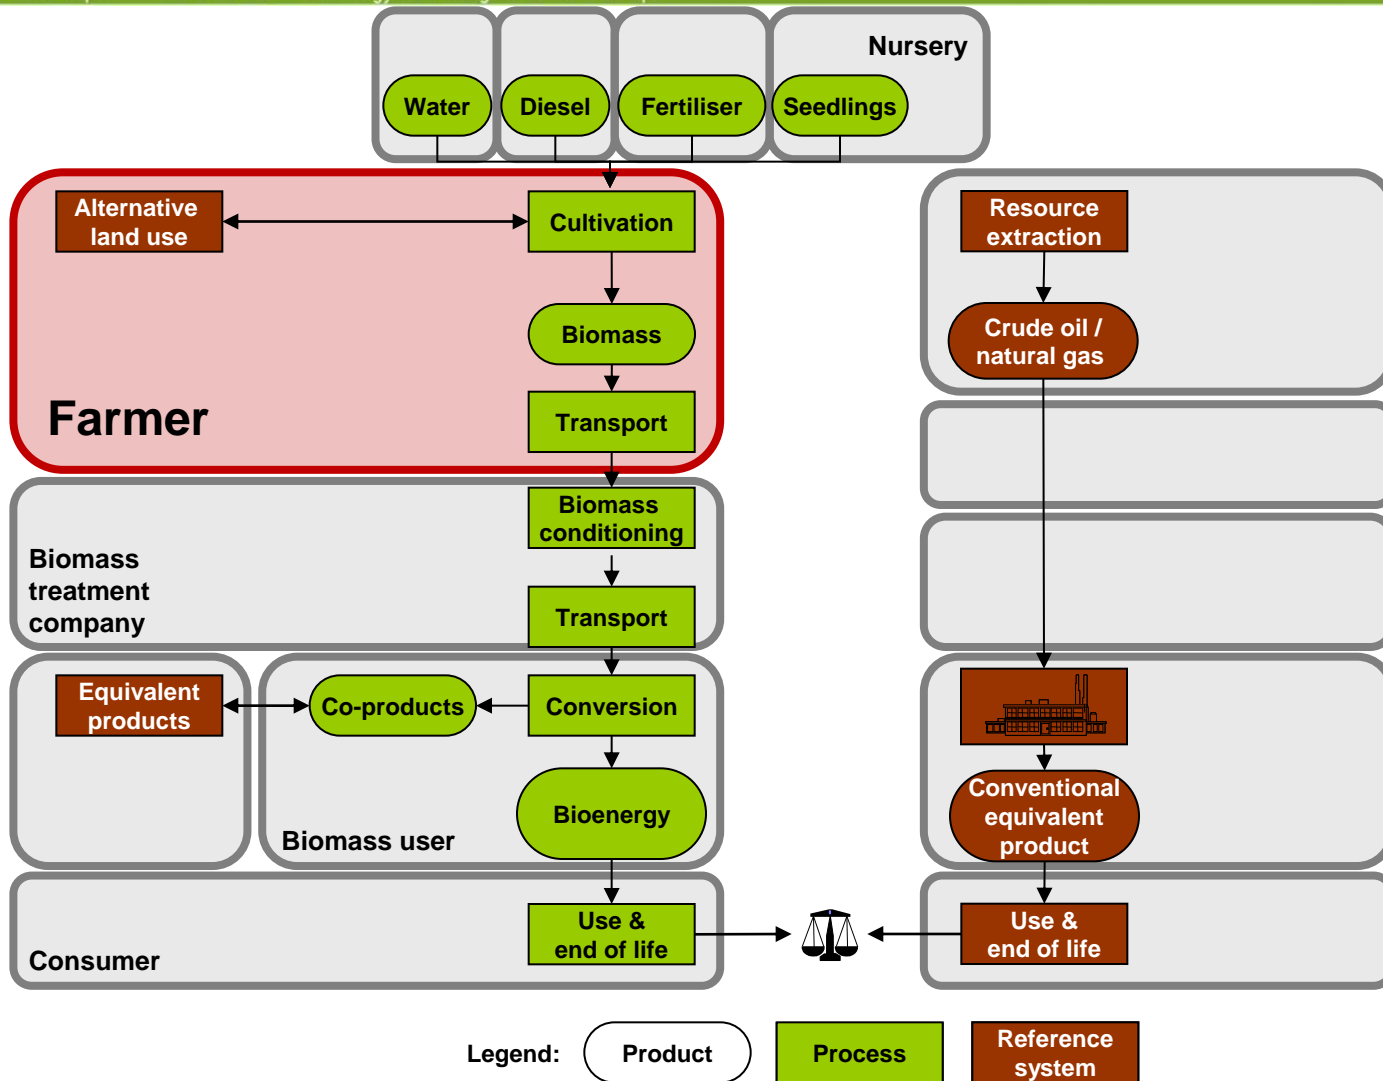 Nursery
Water
Diesel
Fertiliser
Seedlings
Alternative
land use
Cultivation
Resource
extraction
Biomass
Crude oil /
natural gas
Farmer
Transport
Biomass
conditioning
Biomass
treatment
company
Transport
Equivalent
products
Co-products
Conversion
Bioenergy
Biomass user
Conventional
equivalent
product
Use &
end of life
Use &
end of life
Consumer
Legend:
Product
Process
Reference
system